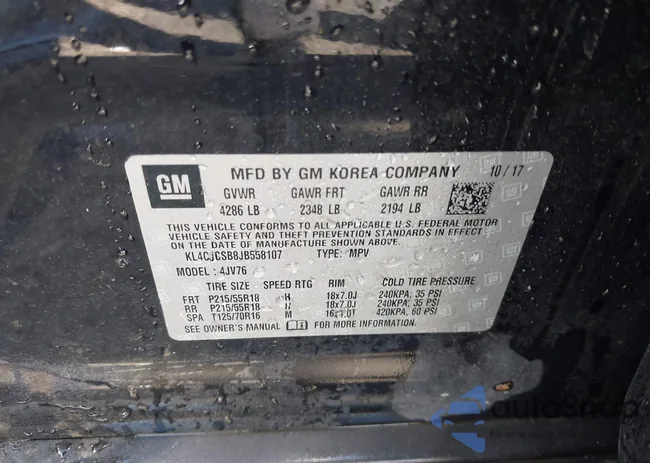 GM
MFD BY GM KOREA COMPANY 10/17
GVWR GAWR FRT GAWR RR
4286 LB 2348 LB 2194 LB
THIS VEHICLE CONFORMS TO ALL APPLICABLE U.S. FEDERAL MOTOR
VEHICLE SAFETY AND THEFT PREVENTION STANDARDS IN EFFECT
ON THE DATE OF MANUFACTURE SHOWN ABOVE.
KL4CJCSB8JB558107 TYPE: MPV
MODEL: 4JV76
TIRE SIZE SPEED RTG RIM COLD TIRE PRESSURE
FRT P215/55R18 H 18x7.0J 240KPA, 35 PSI
RR P215/55R18 H 18x7.0J 240KPA, 35 PSI
SPA T125/70R16 M 16x4.0T 420KPA, 60 PSI
SEE OWNER'S MANUAL FOR MORE INFORMATION